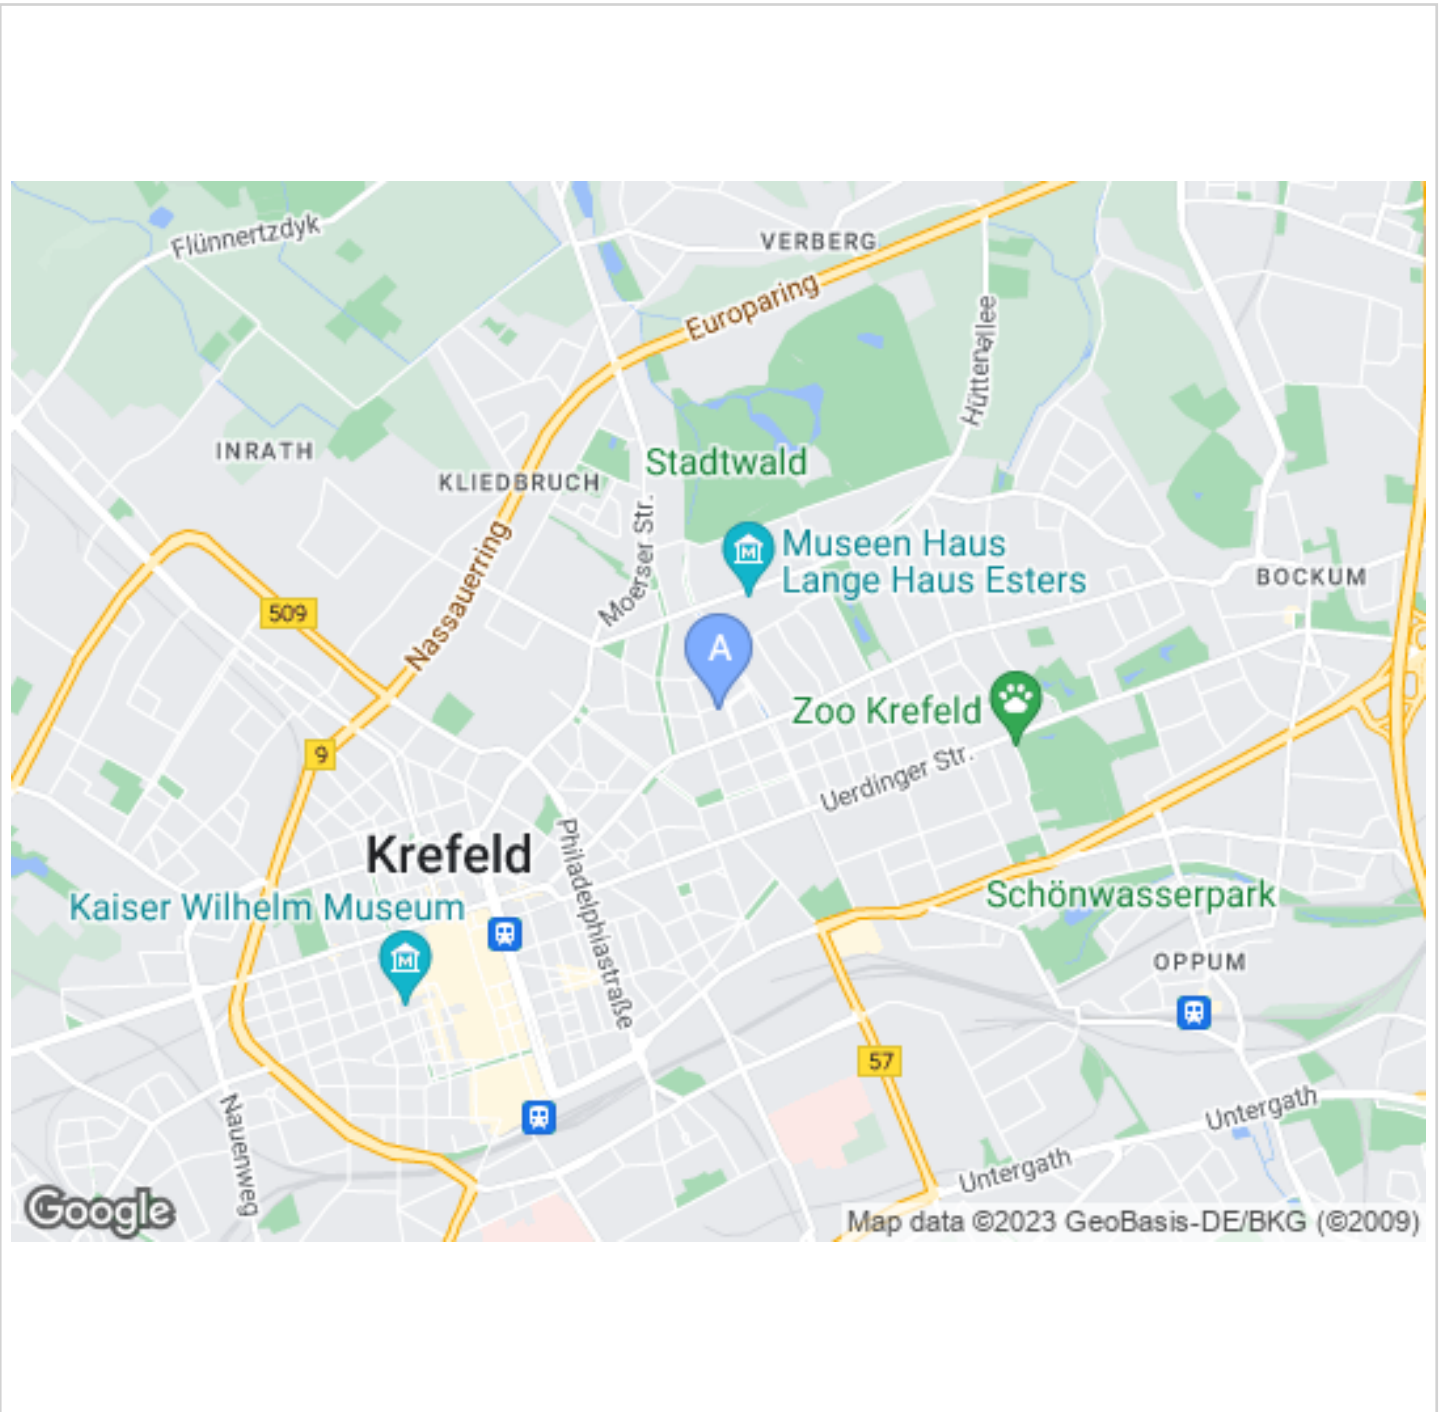 Flünnertzdyk
VERBERG
Europaring
Hüttenallee
INRATH
KLIEDBRUCH
Stadtwald
Moerser Str.
Nassauerring
Museen Haus
Lange Haus Esters
BOCKUM
509
A
Zoo Krefeld
9
Uerdinger Str.
Krefeld
Philadelphiastraße
Kaiser Wilhelm Museum
M
M
Schönwasserpark
OPPUM
57
Nauenweg
Untergath
Untergath
Google
Map data ©2023 GeoBasis-DE/BKG (©2009)